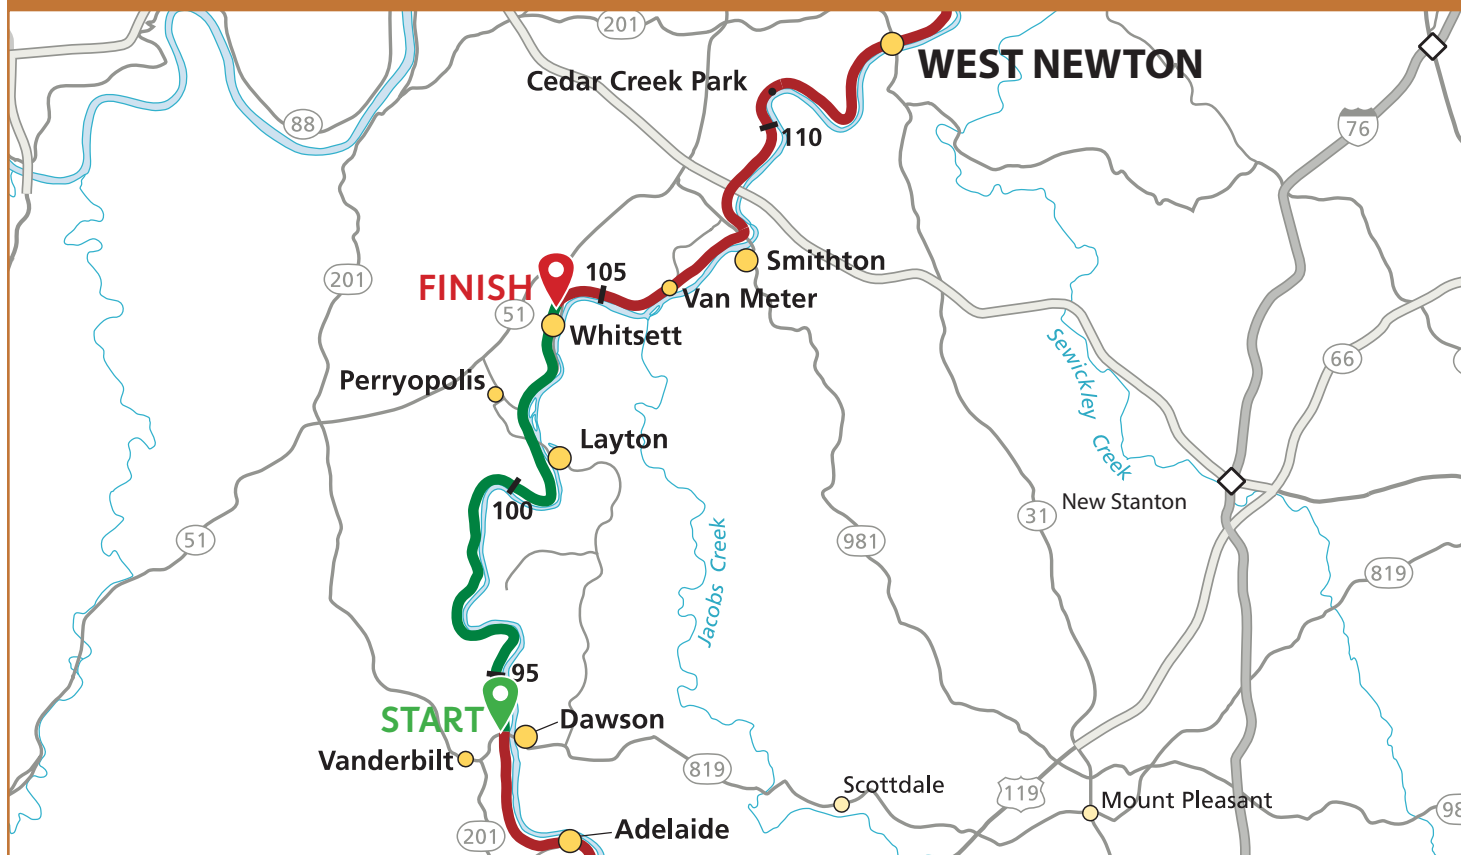 201
WEST NEWTON
Cedar Creek Park
88
76
110
201
Smithton
FINISH
105
Van Meter
51
Whitsett
Sewickley Creek
66
Perryopolis
Layton
New Stanton
100
31
51
981
Jacobs Creek
819
95
START
Dawson
Vanderbilt
819
Scottdale
119
Mount Pleasant
201
Adelaide